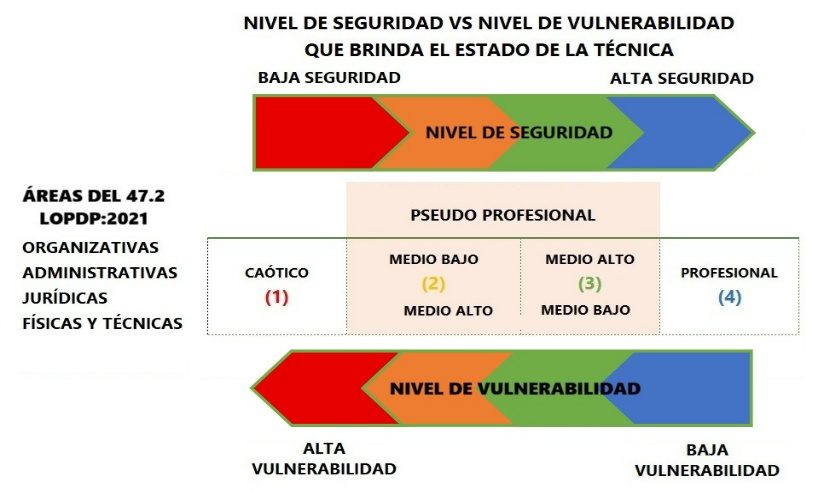 NIVEL DE SEGURIDAD VS NIVEL DE VULNERABILIDAD
QUE BRINDA EL ESTADO DE LA TÉCNICA
BAJA SEGURIDAD
ALTA SEGURIDAD
NIVEL DE SEGURIDAD
ÁREAS DEL 47.2
LOPDP:2021
ORGANIZATIVAS
ADMINISTRATIVAS
JURÍDICAS
FÍSICAS Y TÉCNICAS
PSEUDO PROFESIONAL
CAÓTICO
(1)
MEDIO BAJO
(2)
MEDIO ALTO
MEDIO ALTO
(3)
MEDIO BAJO
PROFESIONAL
(4)
NIVEL DE VULNERABILIDAD
ALTA
VULNERABILIDAD
BAJA
VULNERABILIDAD